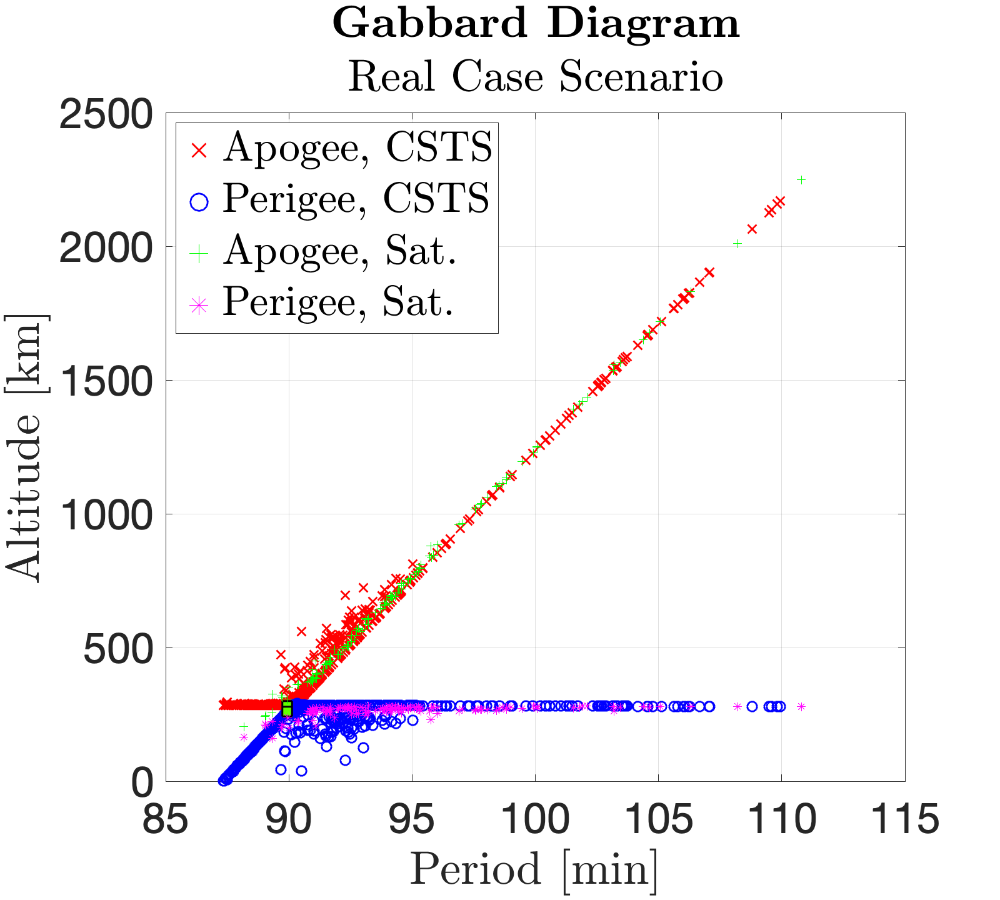 Gabbard Diagram
Real Case Scenario
Altitude [km]
2500
2000
1500
1000
500
0
Apogee, CSTS
Perigee, CSTS
Apogee, Sat.
Perigee, Sat.
85 90 95 100 105 110 115
Period [min]